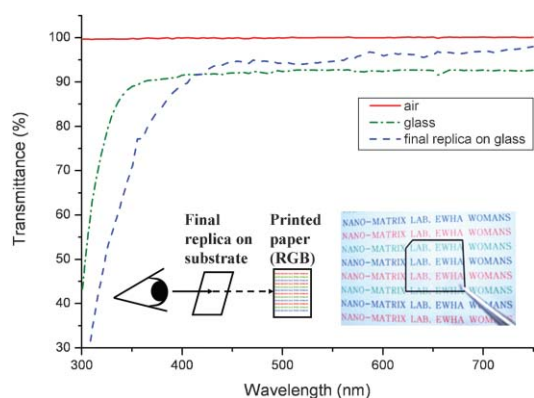 100
90
80
70
60
50
40
30
Transmittance (%)
300
400
500
600
700
Wavelength (nm)
air
glass
final replica on glass
Final
replica on
substrate
Printed
paper
(RGB)
NANO-MATRIX LAB, EWHA WOMANS
NANO-MATRIX LAB, EWHA WOMANS
NANO-MATRIX LAB, EWHA WOMANS
NANO-MATRIX LAB, EWHA WOMANS
NANO-MATRIX LAB, EWHA WOMANS
NANO-MATRIX LAB, EWHA WOMANS
NANO-MATRIX LAB, EWHA WOMANS
NANO-MATRIX LAB, EWHA WOMANS